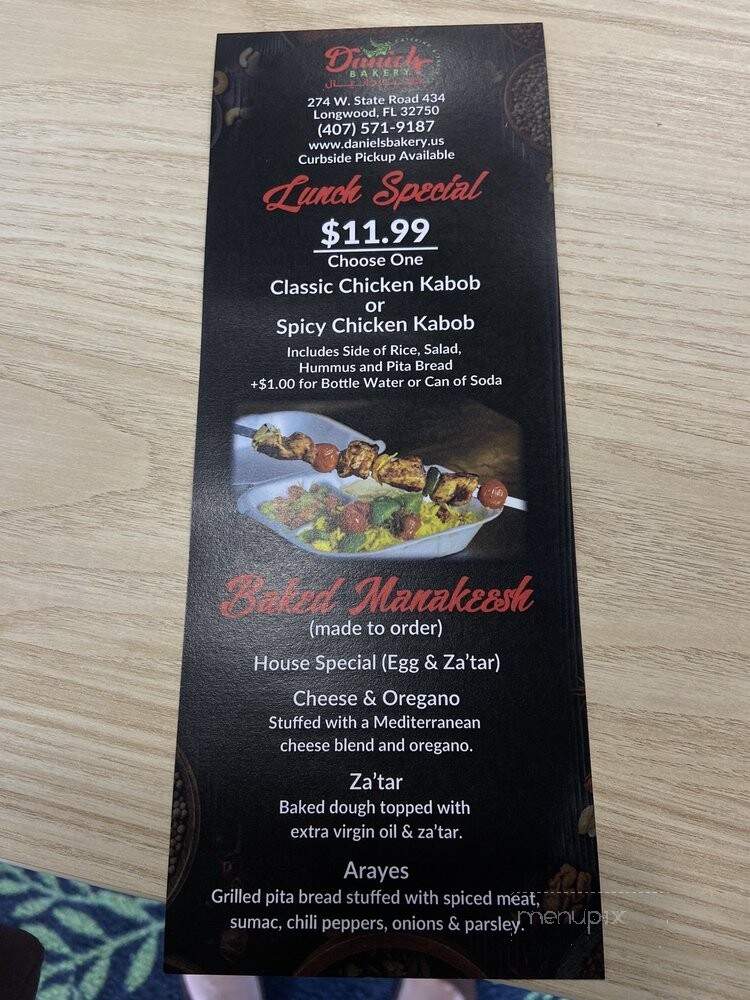 Daniels
BAKERY
274 W. State Road 434
Longwood, FL 32750
(407) 571-9187
www.danielsbakery.us
Curbside Pickup Available
Lunch Special
$11.99
Choose One
Classic Chicken Kabob
or
Spicy Chicken Kabob
Includes Side of Rice, Salad,
Hummus and Pita Bread
+$1.00 for Bottle Water or Can of Soda
Baked Manakeesh
(made to order)
House Special (Egg & Za'tar)
Cheese & Oregano
Stuffed with a Mediterranean
cheese blend and oregano.
Za'tar
Baked dough topped with
extra virgin oil & za'tar.
Arayes
Grilled pita bread stuffed with spiced meat,
sumac, chili peppers, onions & parsley.
menupix